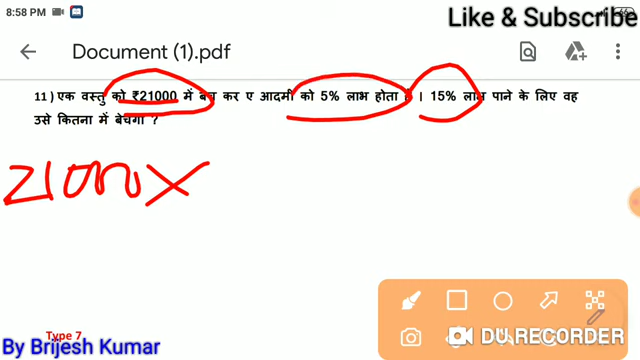 8:58 PM
Like & Subscribe
Document (1).pdf
11) एक वस्तु को ₹21000 में बेच कर ए आदमी को 5% लाभ होता है । 15% लाभ पाने के लिए वह
उसे कितना में बेचेगा ?
21000 ×
Type 7
By Brijesh Kumar
DU RECORDER